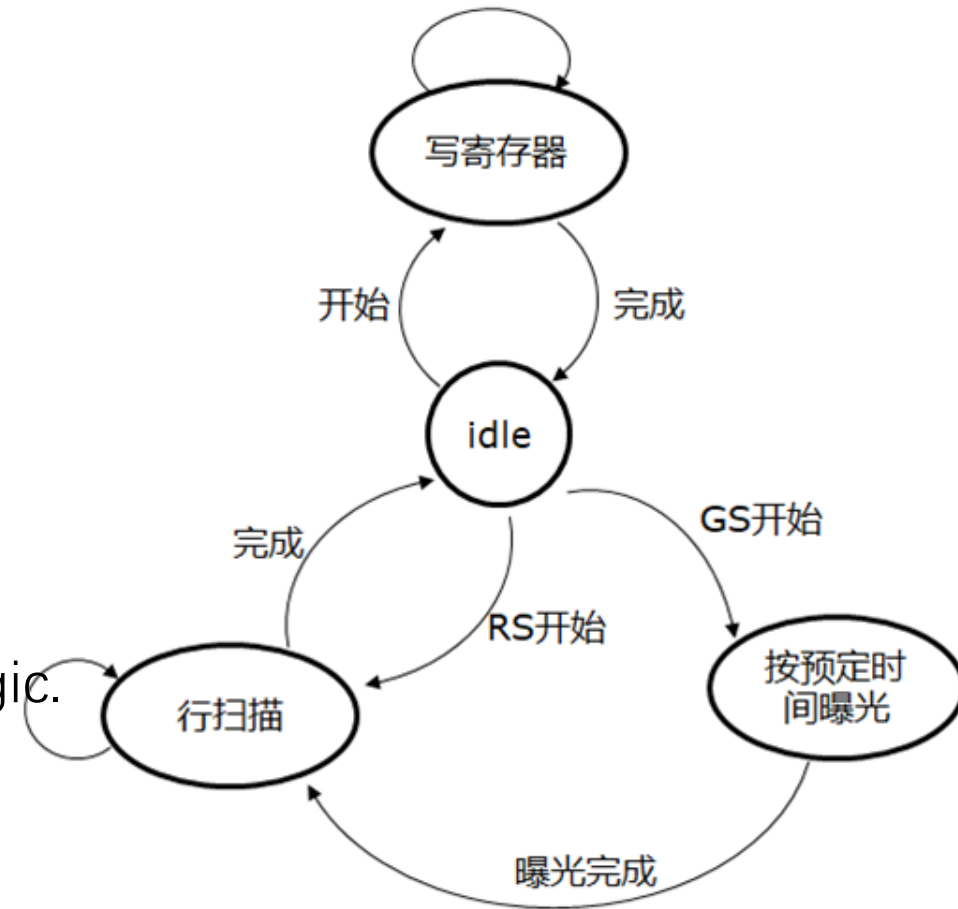 写寄存器
开始
完成
idle
完成
GS开始
RS开始
按预定时
间曝光
gic.
行扫描
曝光完成